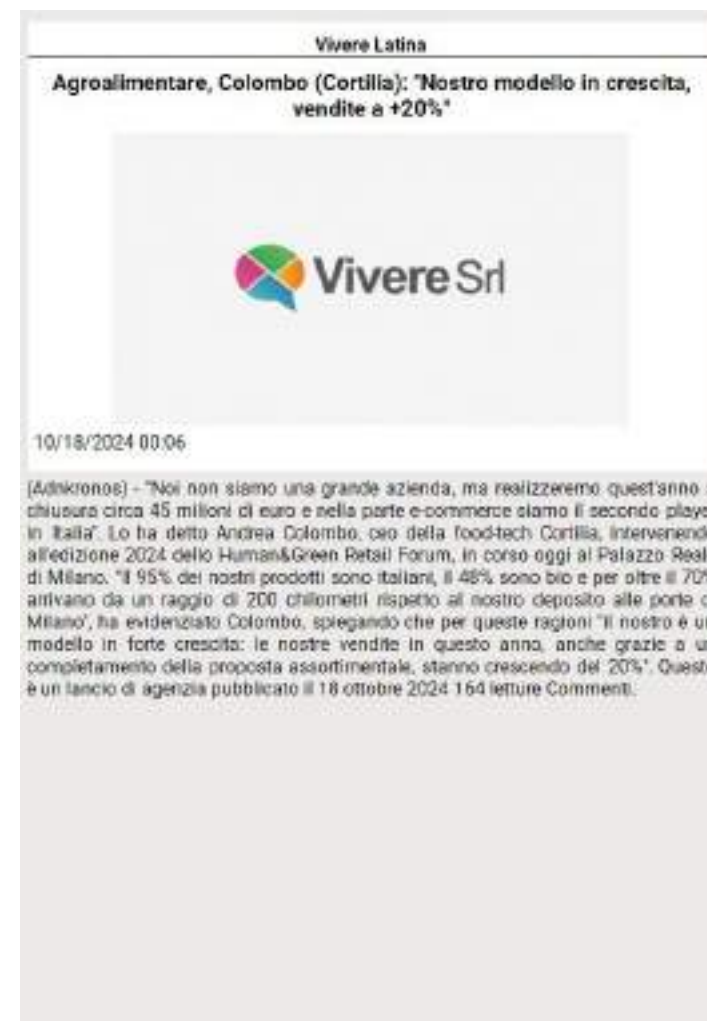 Vivere Latina
Agroalimentare, Colombo (Cortilia): "Nostro modello in crescita,
vendite a +20%"
Vivere Srl
10/18/2024 00:06
(Adnkronos) - "Noi non siamo una grande azienda, ma realizzeremo quest'anno
chiusura circa 45 milioni di euro e nella parte e-commerce siamo il secondo playe
in Italia". Lo ha detto Andrea Colombo, ceo della food-tech Cortilia, intervenend
all'edizione 2024 dello Human&Green Retail Forum, in corso oggi al Palazzo Real
di Milano. "Il 95% dei nostri prodotti sono italiani, il 48% sono bio e per oltre il 70%
arrivano da un raggio di 200 chilometri rispetto al nostro deposito alle porte d
Milano", ha evidenziato Colombo, spiegando che per queste ragioni "il nostro è un
modello in forte crescita: le nostre vendite in questo anno, anche grazie a u
completamento della proposta assortimentale, stanno crescendo del 20%". Quest
è un lancio di agenzia pubblicato il 18 ottobre 2024 164 letture Commenti.